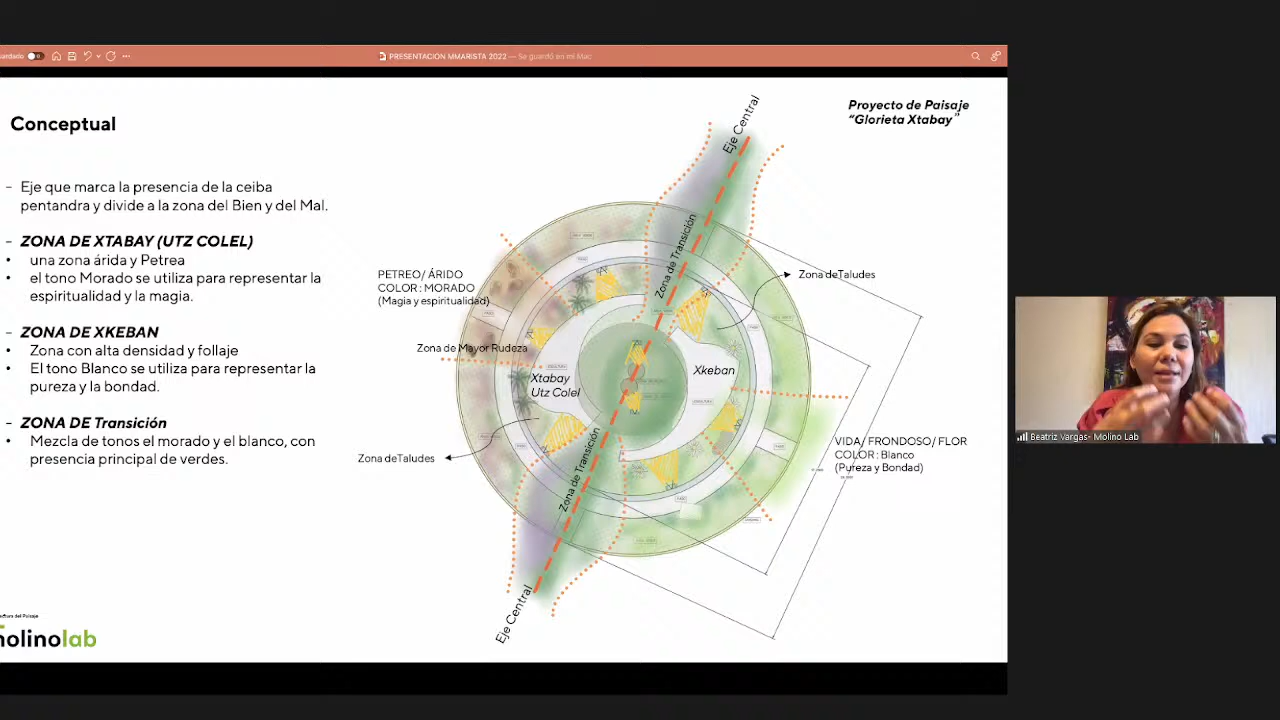 PRESENTACION MMARISTA 2022 — Se guardó en mi Mac
Conceptual
Proyecto de Paisaje
“Glorieta Xtabay”
- Eje que marca la presencia de la ceiba
pentandra y divide a la zona del Bien y del Mal.
- ZONA DE XTABAY (UTZ COLEL)
• una zona árida y Petrea
• el tono Morado se utiliza para representar la
espiritualidad y la magia.
- ZONA DE XKEBAN
• Zona con alta densidad y follaje
• El tono Blanco se utiliza para representar la
pureza y la bondad.
- ZONA DE Transición
• Mezcla de tonos el morado y el blanco, con
presencia principal de verdes.
Eje Central
Zona de Transición
PETREO/ ÁRIDO
COLOR: MORADO
(Magia y espiritualidad)
Zona deTaludes
Zona de Mayor Rudeza
Xtabay
Utz Colel
Xkeban
Zona deTaludes
VIDA/ FRONDOSO/ FLOR
COLOR: Blanco
(Pureza y Bondad)
Zona de Transición
Eje Central
molinolab
Beatriz Vargas- Molino Lab